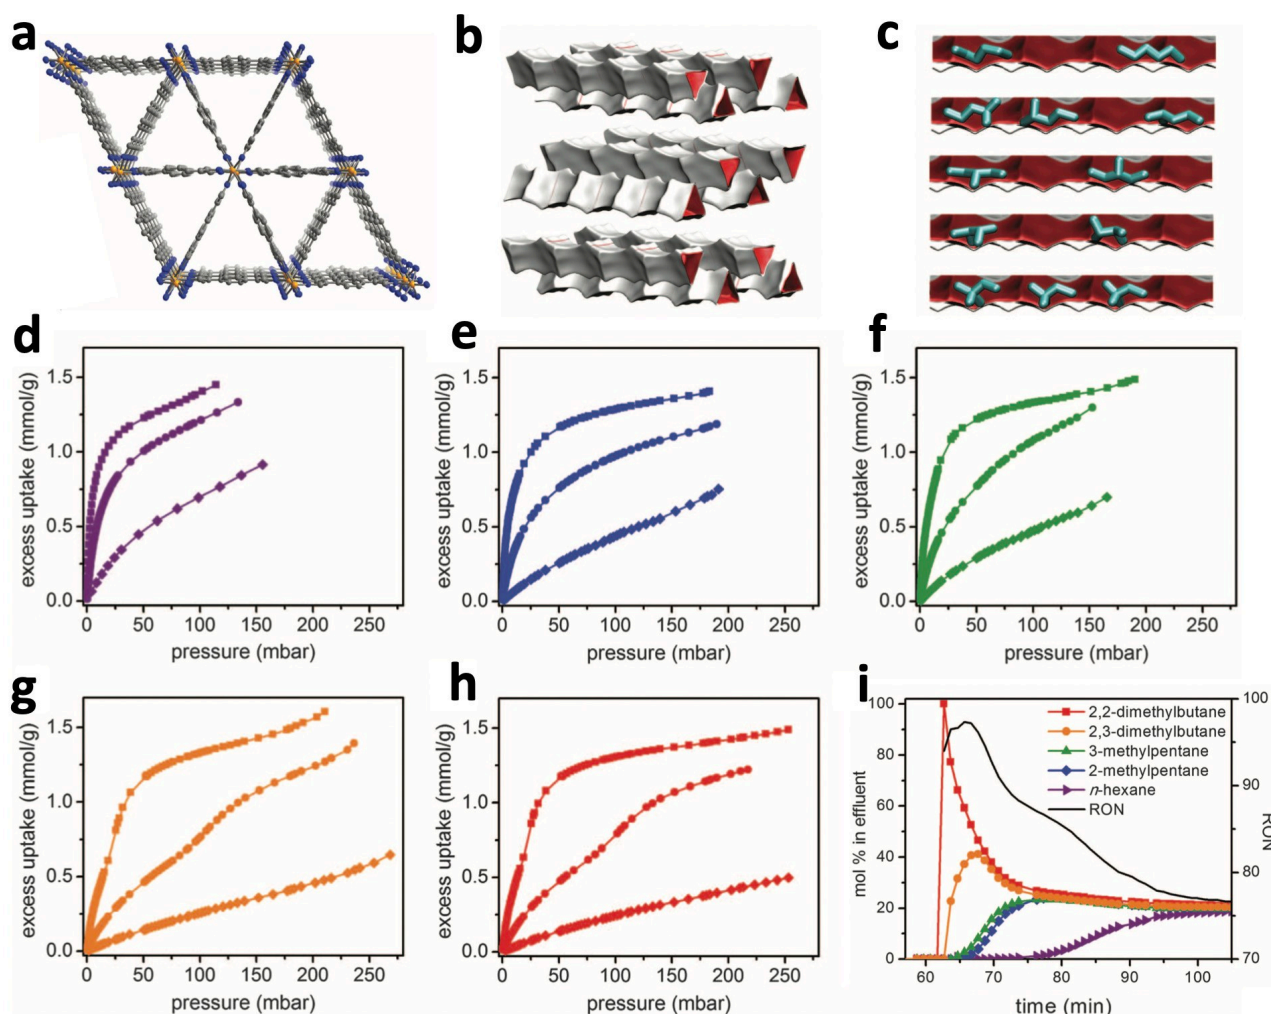 a
b
c
d
e
f
excess uptake (mmol/g)
1.5
1.0
0.5
0.0
0 50 100 150 200 250
pressure (mbar)
excess uptake (mmol/g)
1.5
1.0
0.5
0.0
0 50 100 150 200 250
pressure (mbar)
excess uptake (mmol/g)
1.5
1.0
0.5
0.0
0 50 100 150 200 250
pressure (mbar)
g
h
i
excess uptake (mmol/g)
1.5
1.0
0.5
0.0
0 50 100 150 200 250
pressure (mbar)
excess uptake (mmol/g)
1.5
1.0
0.5
0.0
0 50 100 150 200 250
pressure (mbar)
mol % in effluent
100
80
60
40
20
0
2,2-dimethylbutane
2,3-dimethylbutane
3-methylpentane
2-methylpentane
n-hexane
RON
100
90
80
70
RON
60 70 80 90 100
time (min)